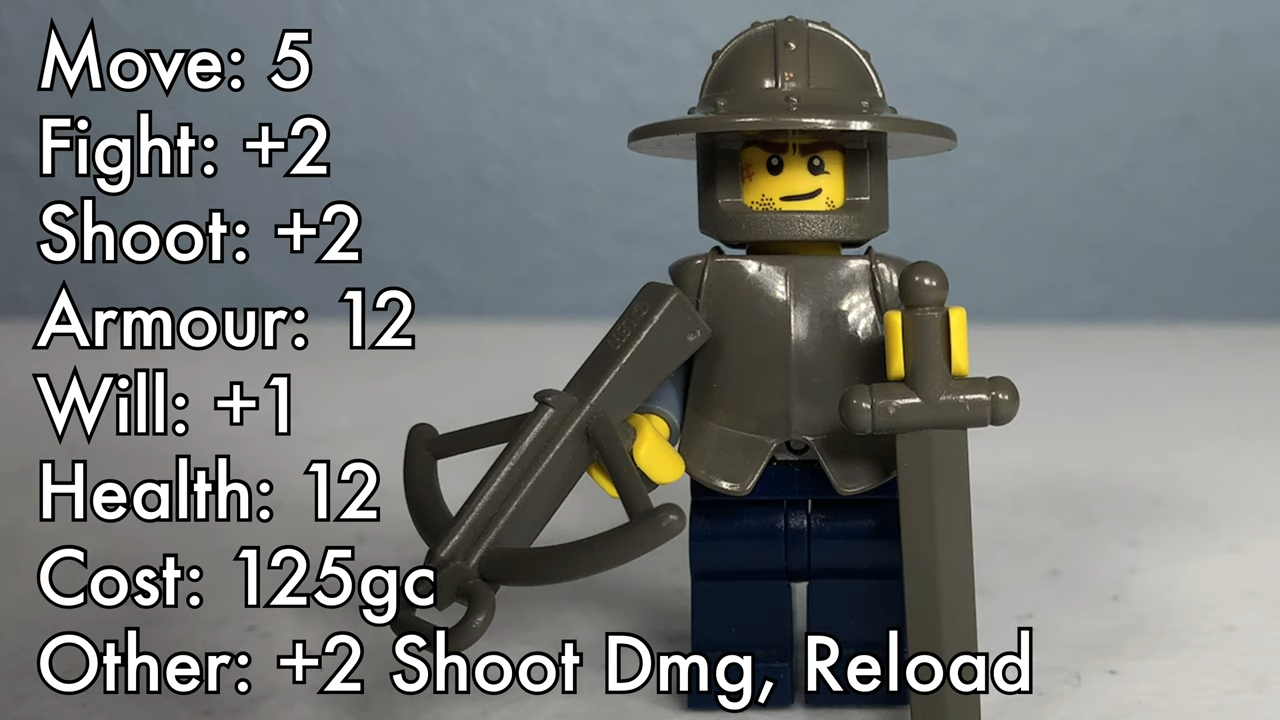 Move: 5
Fight: +2
Shoot: +2
Armour: 12
Will: +1
Health: 12
Cost: 125gc
Other: +2 Shoot Dmg, Reload